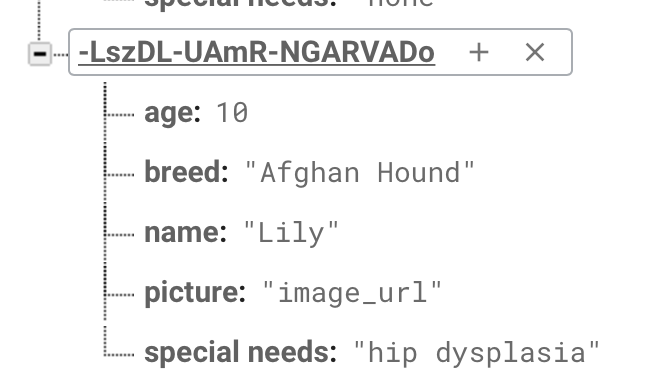 special needs: "none"
-LszDL-UAmR-NGARVADo
age: 10
breed: "Afghan Hound"
name: "Lily"
picture: "image_url"
special needs: "hip dysplasia"